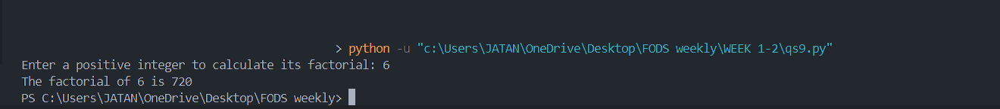 > python -u "c:\Users\JATAN\OneDrive\Desktop\FODS weekly\WEEK 1-2\qs9.py"
Enter a positive integer to calculate its factorial: 6
The factorial of 6 is 720
PS C:\Users\JATAN\OneDrive\Desktop\FODS weekly>